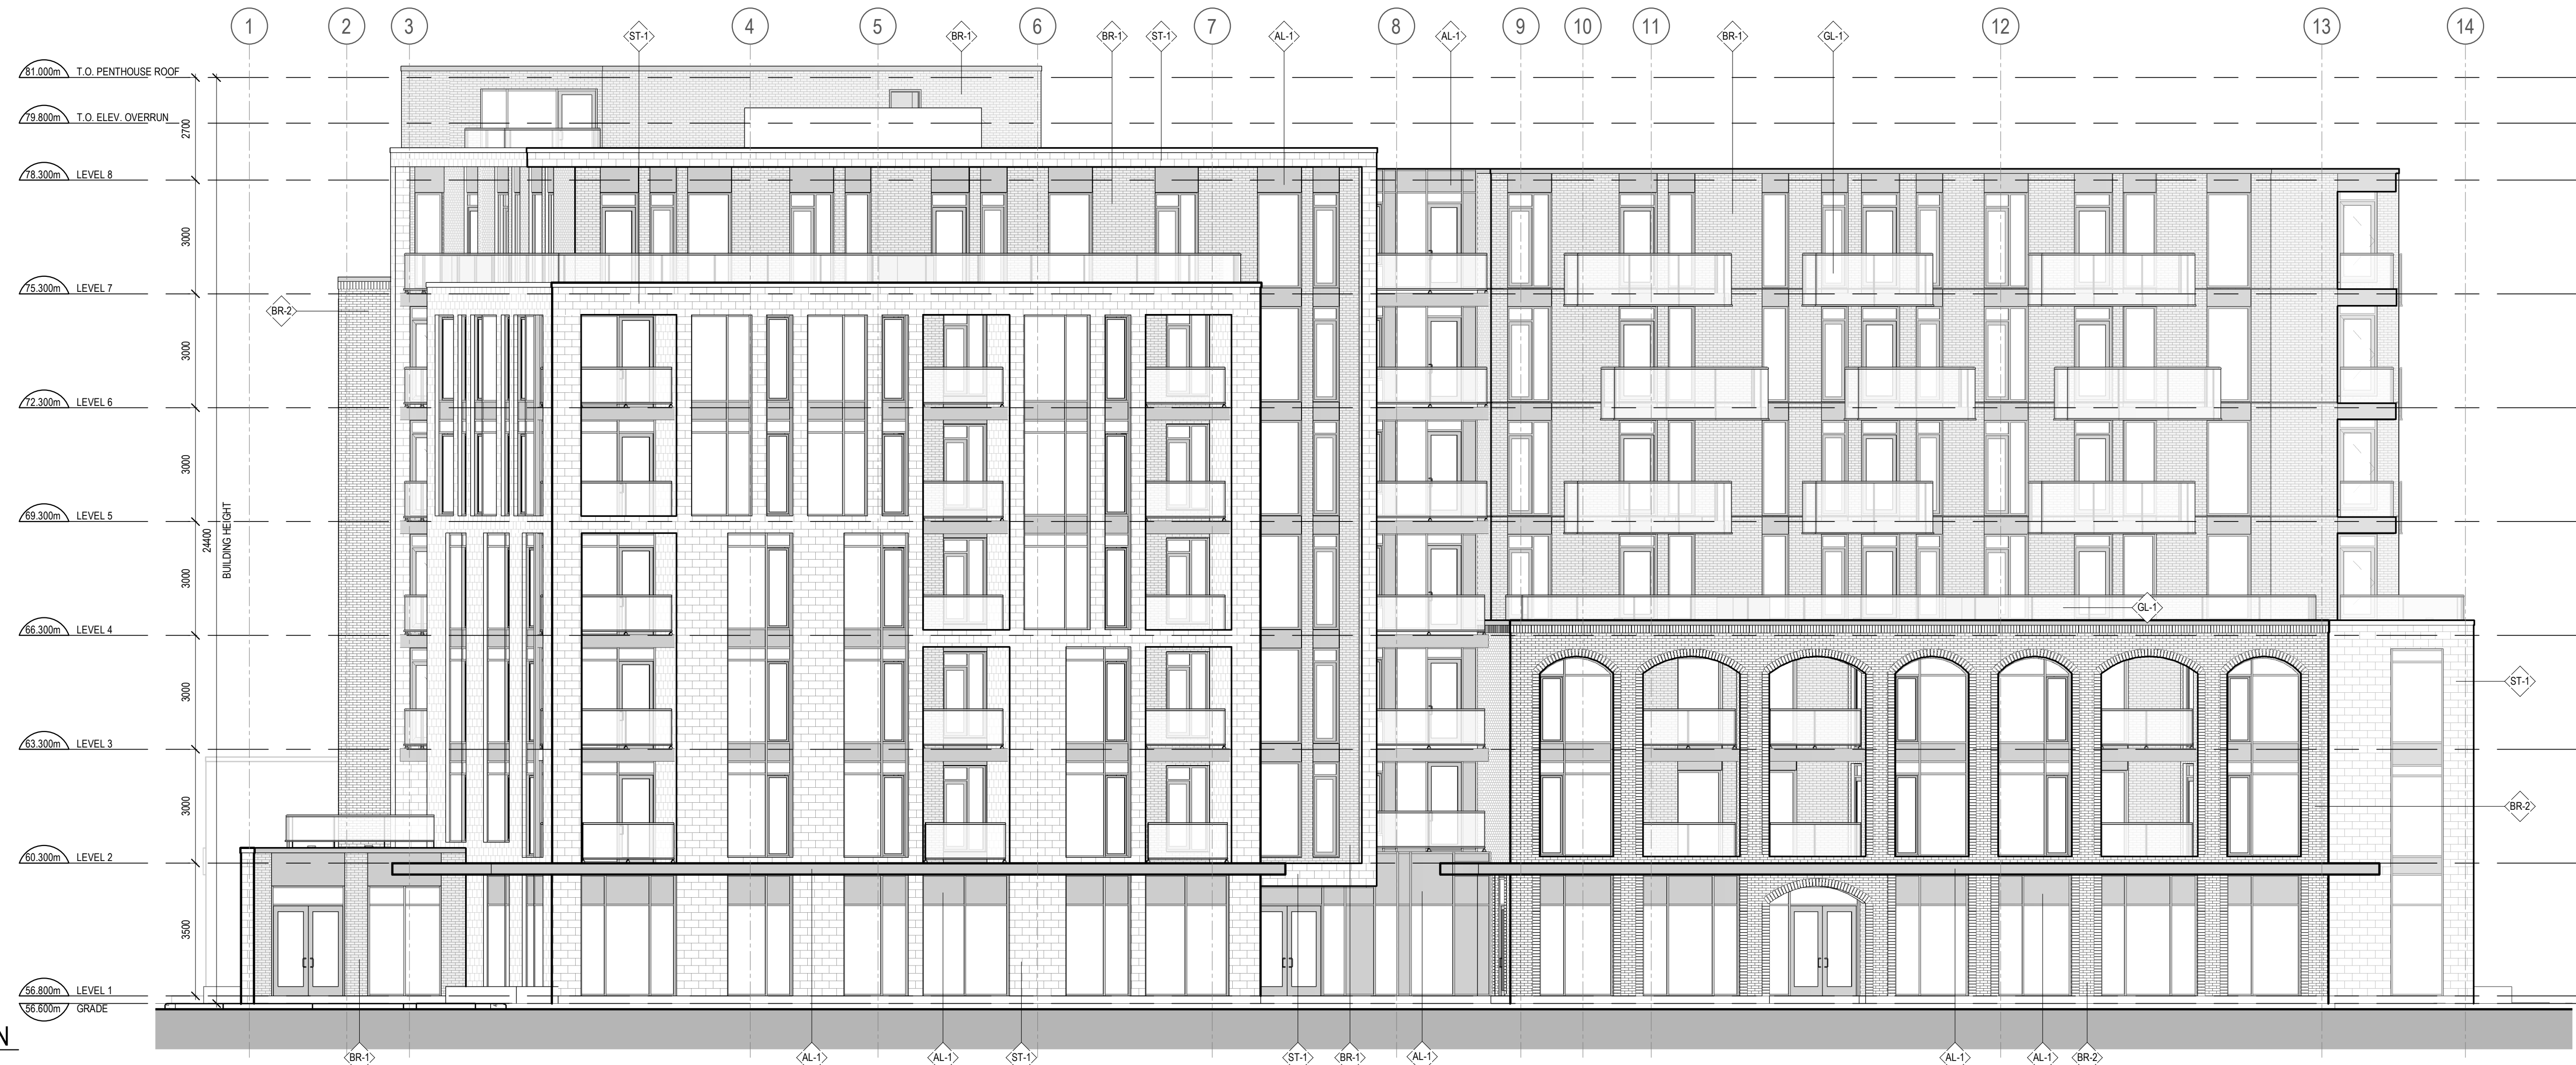 1
2
3
ST-1
4
5
BR-1
6
BR-1
ST-1
7
AL-1
8
AL-1
9
10
11
BR-1
GL-1
12
13
14
81.000m T.O. PENTHOUSE ROOF
79.800m T.O. ELEV. OVERRUN
2700
78.300m LEVEL 8
3000
75.300m LEVEL 7
BR-2
3000
72.300m LEVEL 6
3000
69.300m LEVEL 5
24400
BUILDING HEIGHT
3000
GL-1
66.300m LEVEL 4
3000
ST-1
63.300m LEVEL 3
3000
BR-2
60.300m LEVEL 2
3500
56.800m LEVEL 1
56.600m GRADE
N
BR-1
AL-1
AL-1
ST-1
ST-1
BR-1
AL-1
AL-1
AL-1
BR-2